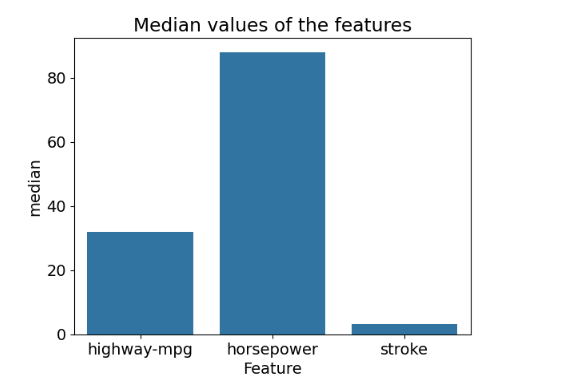 Median values of the features
80
60
40
20
0
median
highway-mpg horsepower stroke
Feature